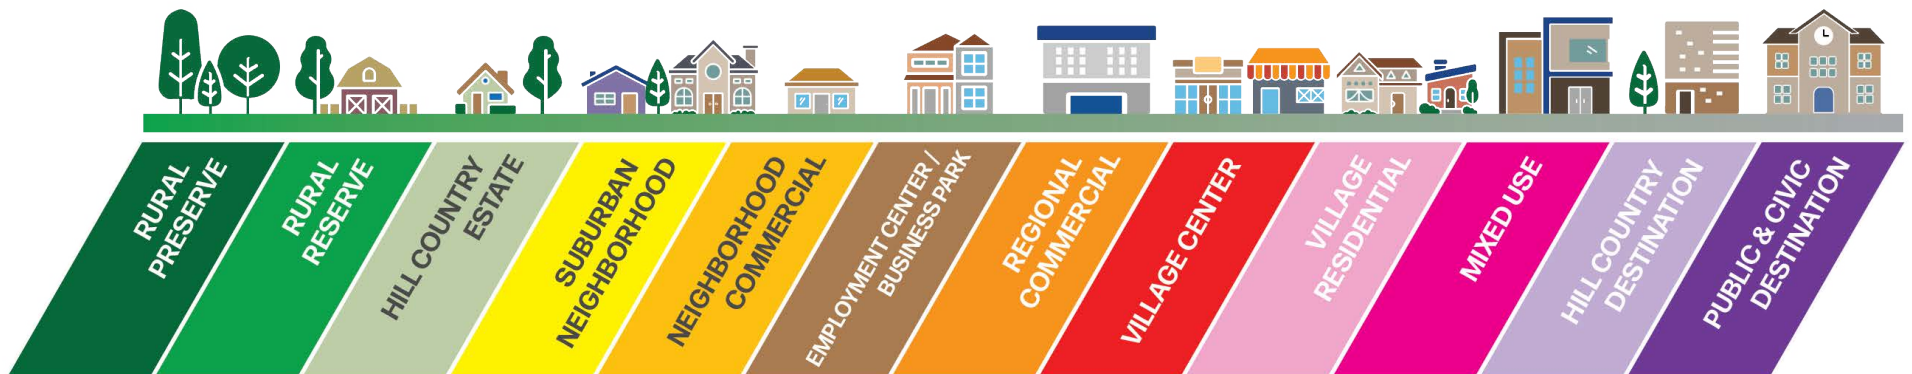 RURAL
PRESERVE
RURAL
RESERVE
HILL COUNTRY
ESTATE
SUBURBAN
NEIGHBORHOOD
NEIGHBORHOOD
COMMERCIAL
EMPLOYMENT CENTER /
BUSINESS PARK
REGIONAL
COMMERCIAL
VILLAGE CENTER
VILLAGE
RESIDENTIAL
MIXED USE
HILL COUNTRY
DESTINATION
PUBLIC & CIVIC
DESTINATION